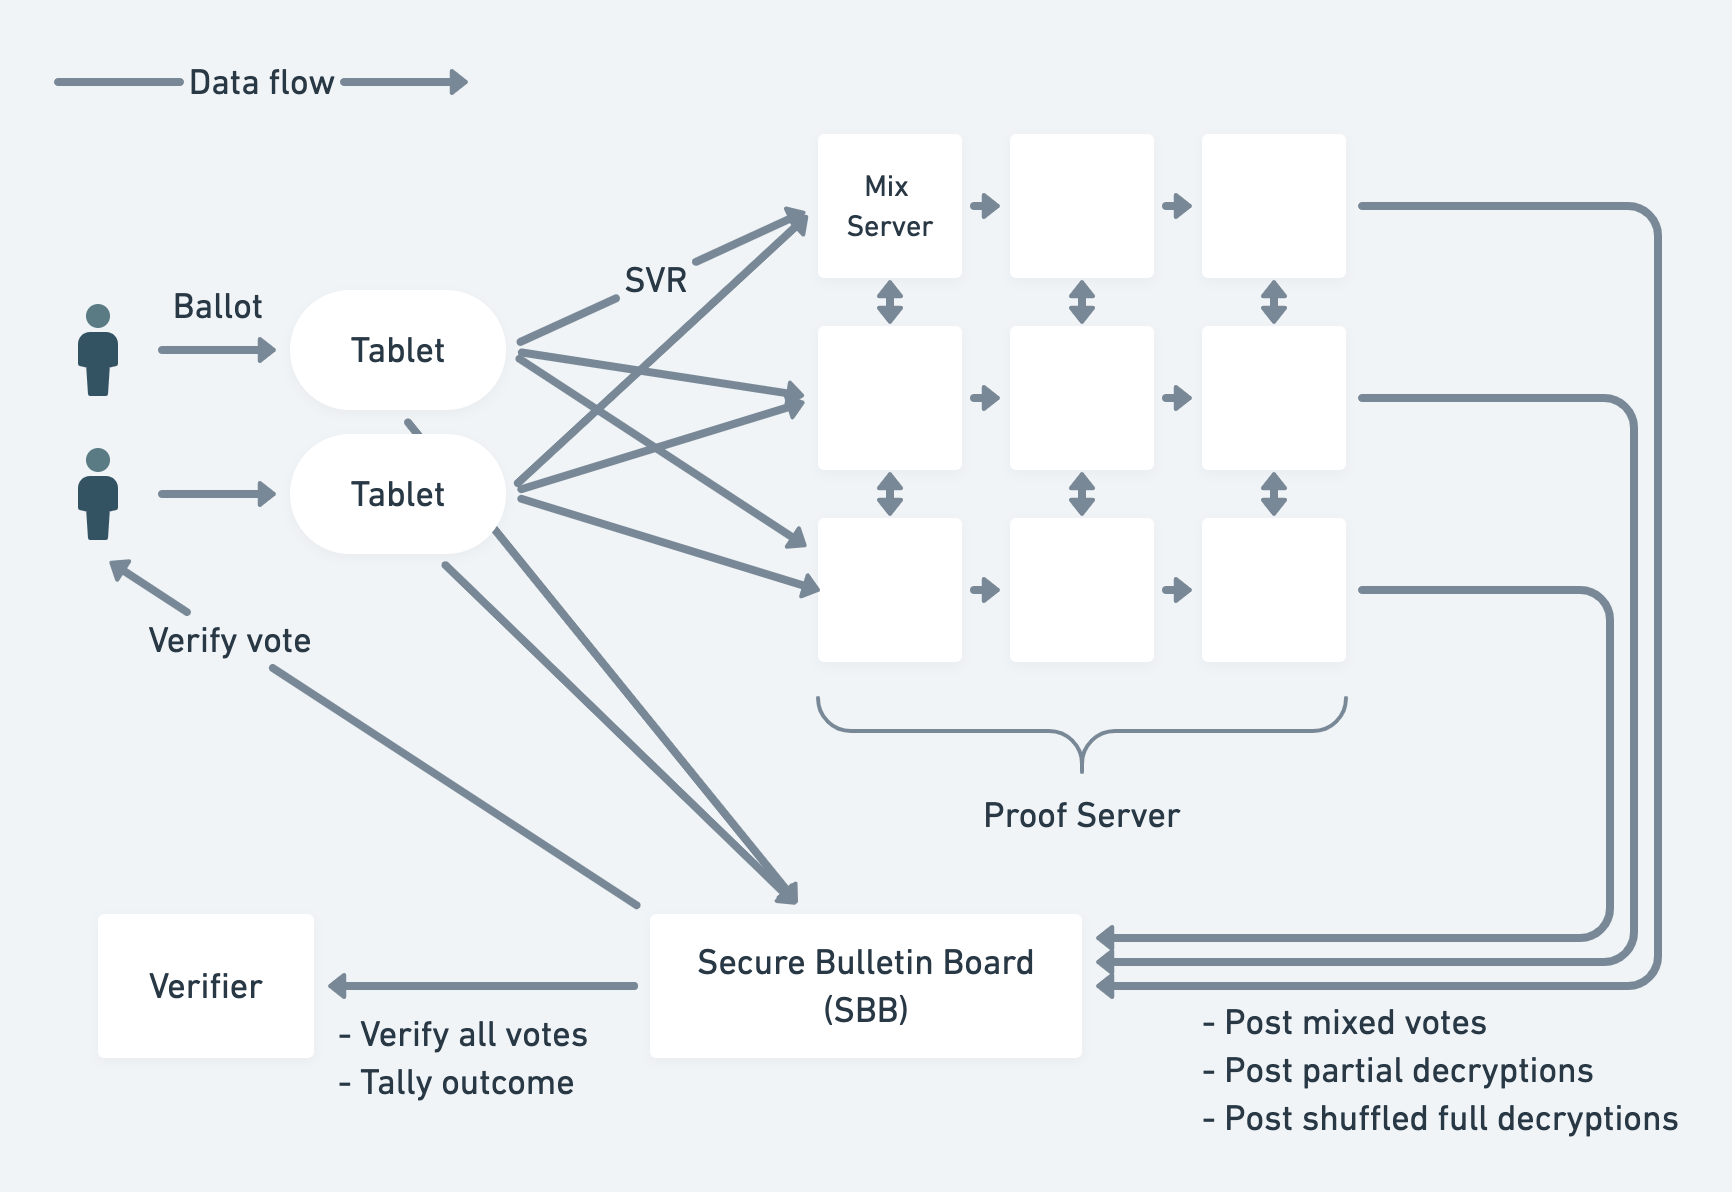 Data flow
Mix
Server
SVR
Ballot
Tablet
Tablet
Verify vote
Proof Server
Secure Bulletin Board
(SBB)
Verifier
- Verify all votes
- Tally outcome
- Post mixed votes
- Post partial decryptions
- Post shuffled full decryptions